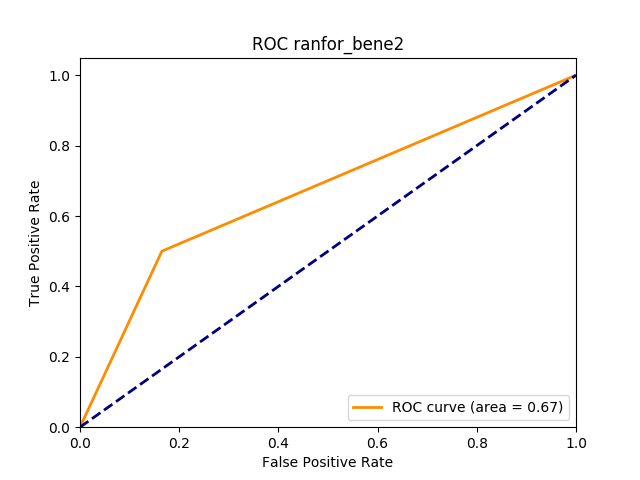 ROC ranfor_bene2
1.0
0.8
0.6
0.4
0.2
0.0
True Positive Rate
ROC curve (area = 0.67)
0.0 0.2 0.4 0.6 0.8 1.0
False Positive Rate